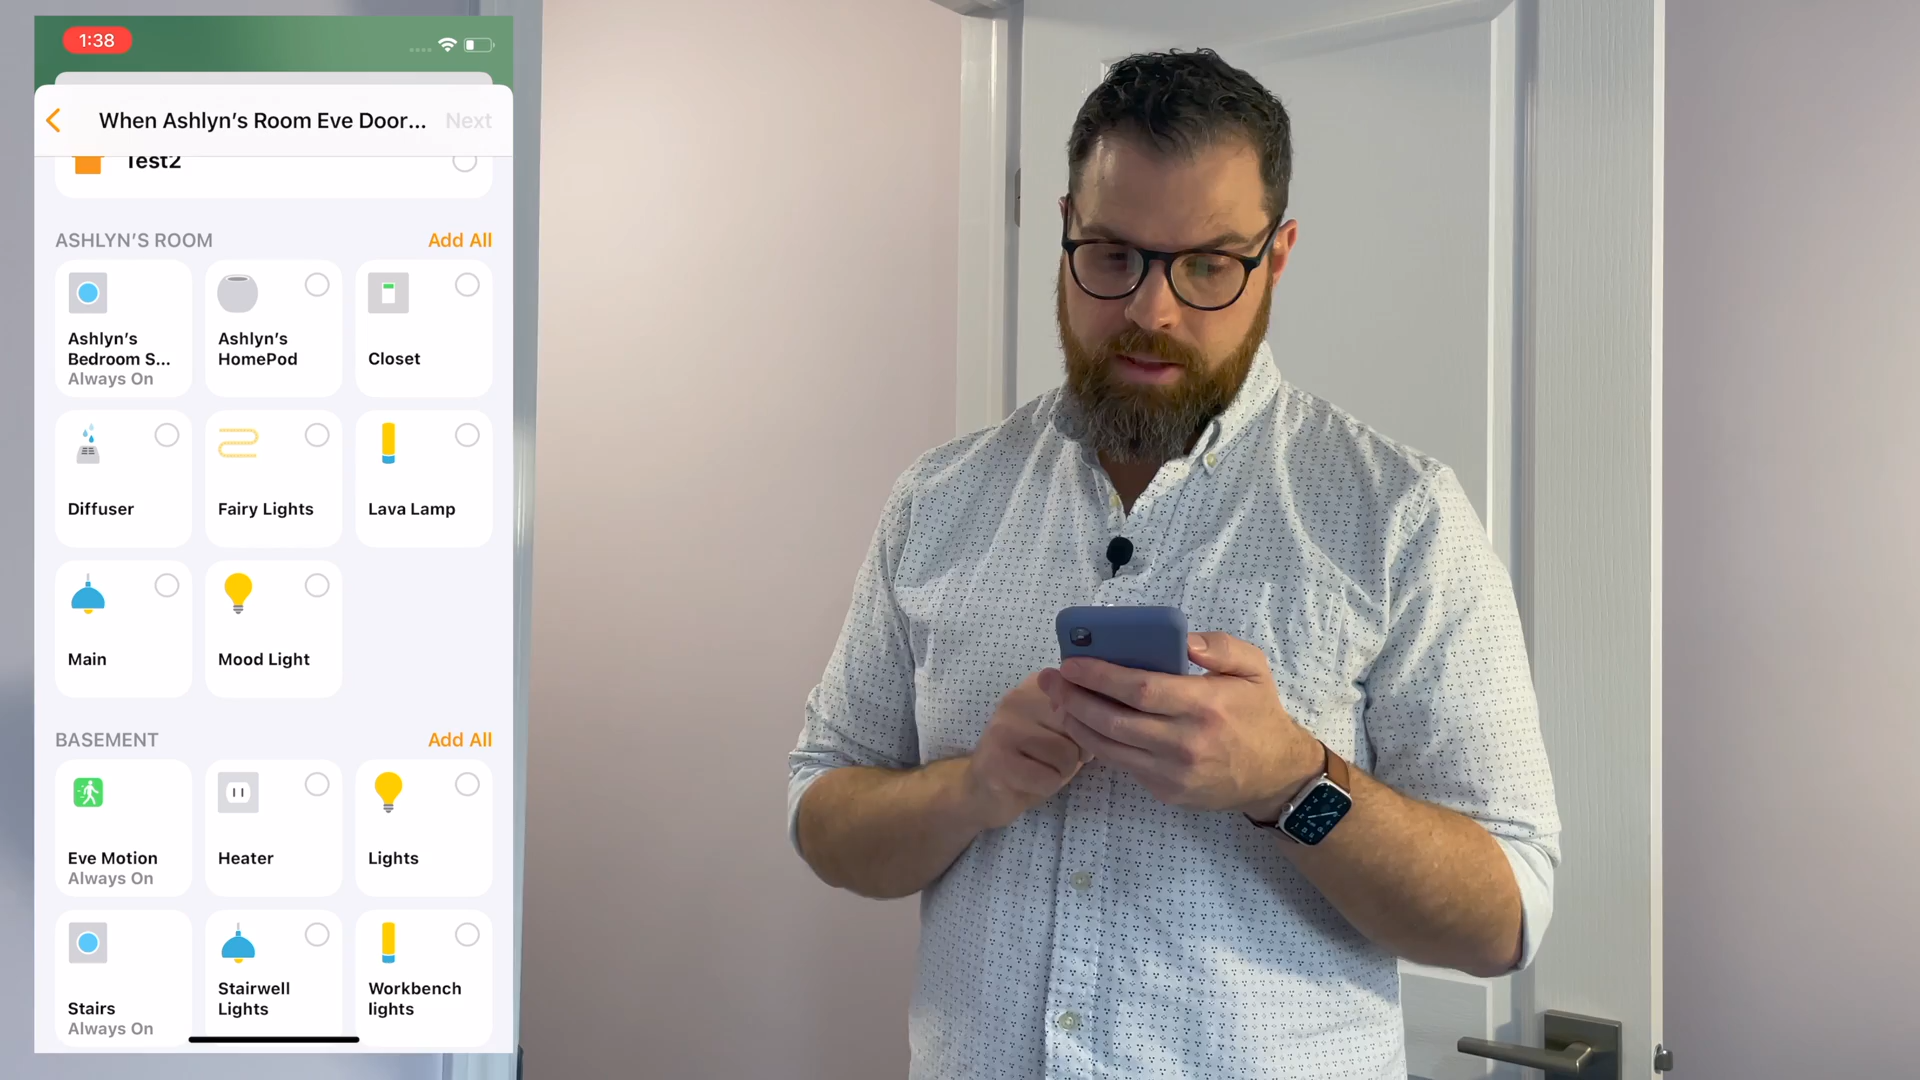 1:38
When Ashlyn’s Room Eve Door...
Next
Test2
ASHLYN’S ROOM
Add All
Ashlyn’s
Bedroom S...
Always On
Ashlyn’s
HomePod
Closet
Diffuser
Fairy Lights
Lava Lamp
Main
Mood Light
BASEMENT
Add All
Eve Motion
Always On
Heater
Lights
Stairs
Always On
Stairwell
Lights
Workbench
lights